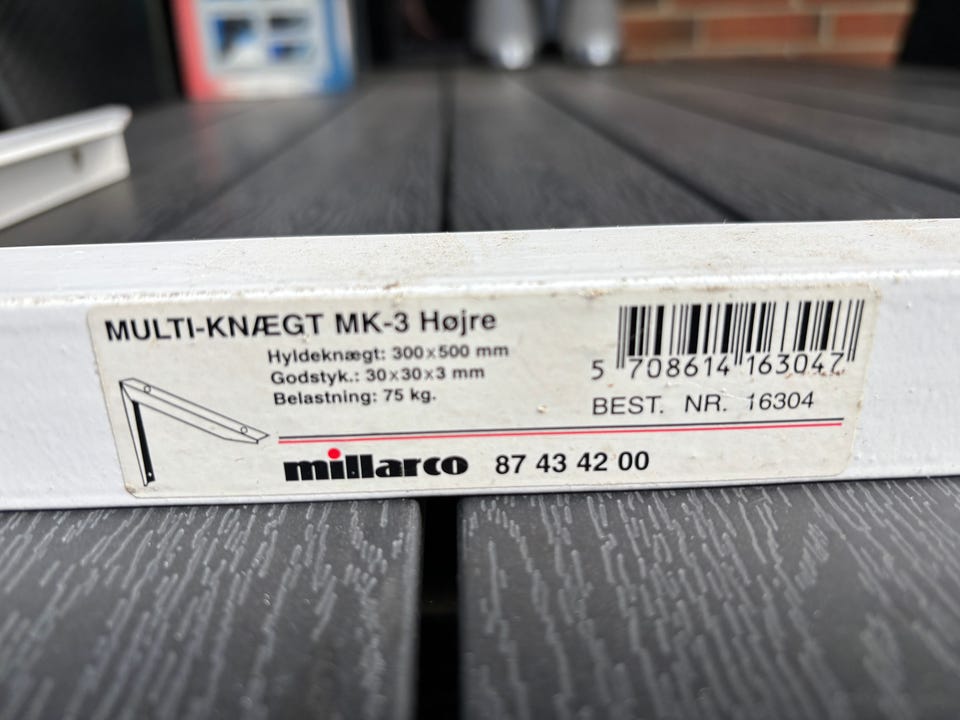 MULTI-KNÆGT MK-3 Højre
Hyldeknægt: 300x500 mm
Godstyk.: 30x30x3 mm
Belastning: 75 kg.
5 708614 163047
BEST. NR. 16304
millarco 87 43 42 00